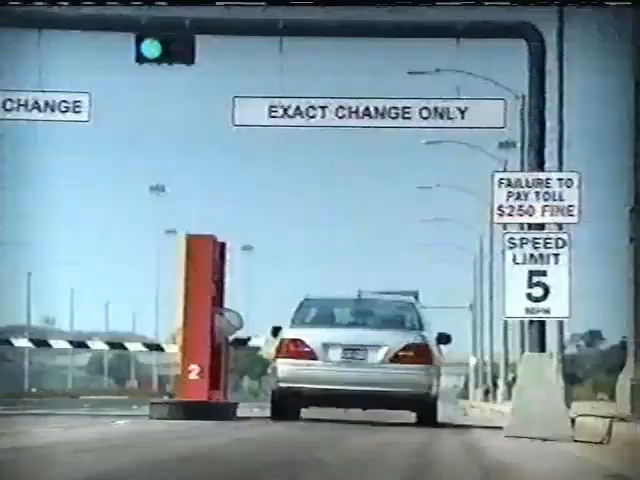 CHANGE
EXACT CHANGE ONLY
FAILURE TO
PAY TOLL
$250 FINE
SPEED
LIMIT
5
MPH
2